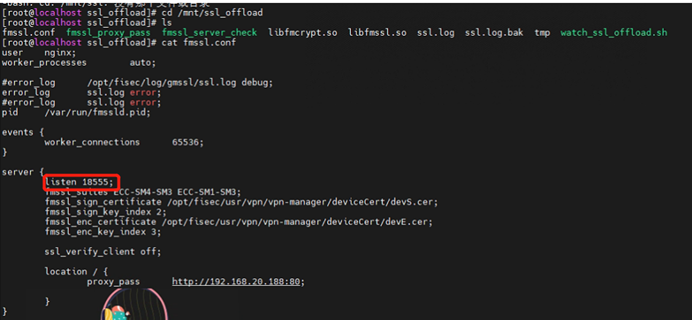 -bash: cd: /mnt/ssl: 没有那个文件或目录
[root@localhost ssl_offload]# cd /mnt/ssl_offload
[root@localhost ssl_offload]# ls
fmssl.conf fmssl_proxy_pass fmssl_server_check libfmcrypt.so libfmssl.so ssl.log ssl.log.bak tmp watch_ssl_offload.sh
[root@localhost ssl_offload]# cat fmssl.conf
user nginx;
worker_processes auto;
#error_log /opt/fisec/log/gmssl/ssl.log debug;
error_log ssl.log error;
#error_log ssl.log error;
pid /var/run/fmssld.pid;
events {
worker_connections 65536;
}
server {
listen 18555;
fmssl_suites ECC-SM4-SM3 ECC-SM1-SM3;
fmssl_sign_certificate /opt/fisec/usr/vpn/vpn-manager/deviceCert/devS.cer;
fmssl_sign_key_index 2;
fmssl_enc_certificate /opt/fisec/usr/vpn/vpn-manager/deviceCert/devE.cer;
fmssl_enc_key_index 3;
ssl_verify_client off;
location / {
proxy_pass http://192.168.20.188:80;
}
}